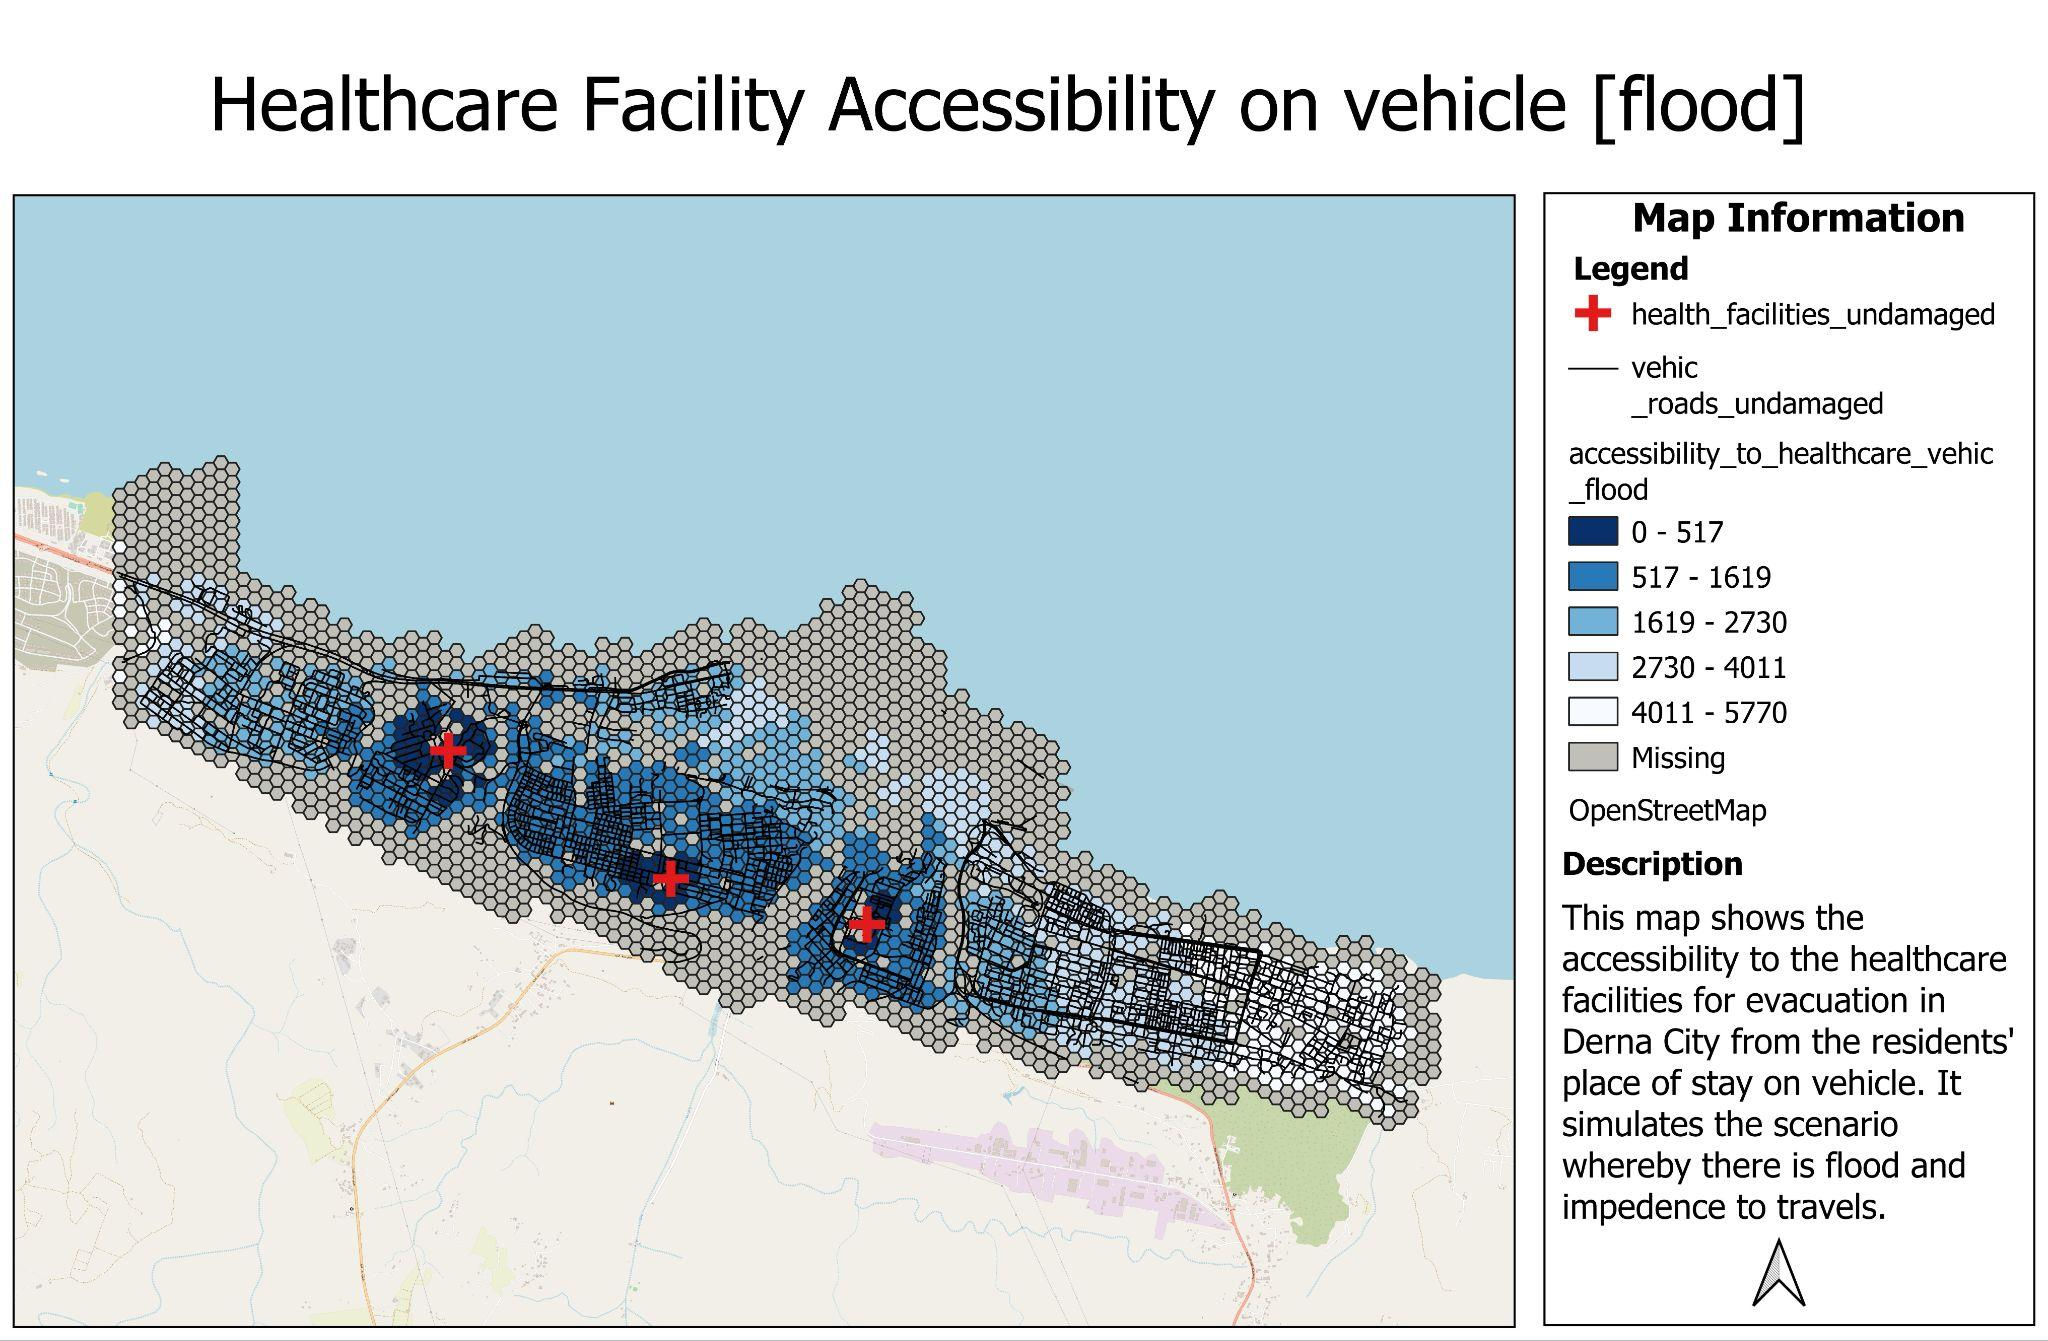 Healthcare Facility Accessibility on vehicle [flood]
Map Information
Legend
health_facilities_undamaged
vehic
_roads_undamaged
accessibility_to_healthcare_vehic
_flood
0 - 517
517 - 1619
1619 - 2730
2730 - 4011
4011 - 5770
Missing
OpenStreetMap
Description
This map shows the
accessibility to the healthcare
facilities for evacuation in
Derna City from the residents'
place of stay on vehicle. It
simulates the scenario
whereby there is flood and
impedence to travels.